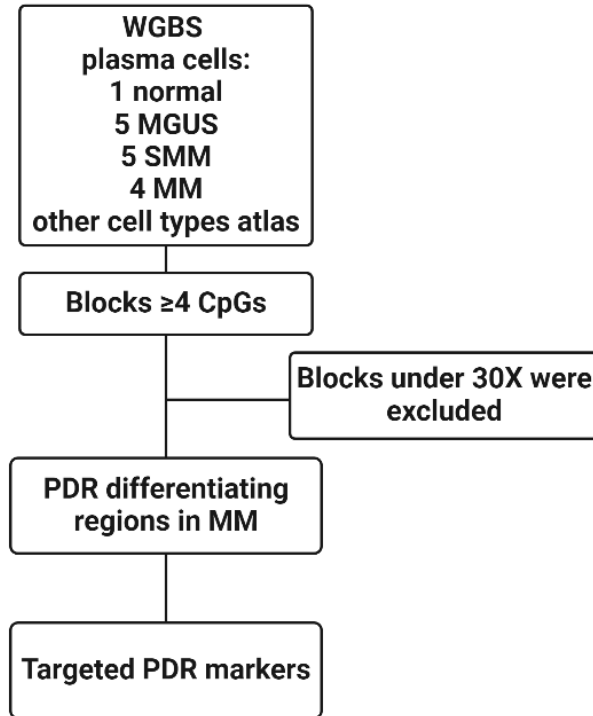 WGBS
plasma cells:
1 normal
5 MGUS
5 SMM
4 MM
other cell types atlas
Blocks ≥4 CpGs
Blocks under 30X were
excluded
PDR differentiating
regions in MM
Targeted PDR markers